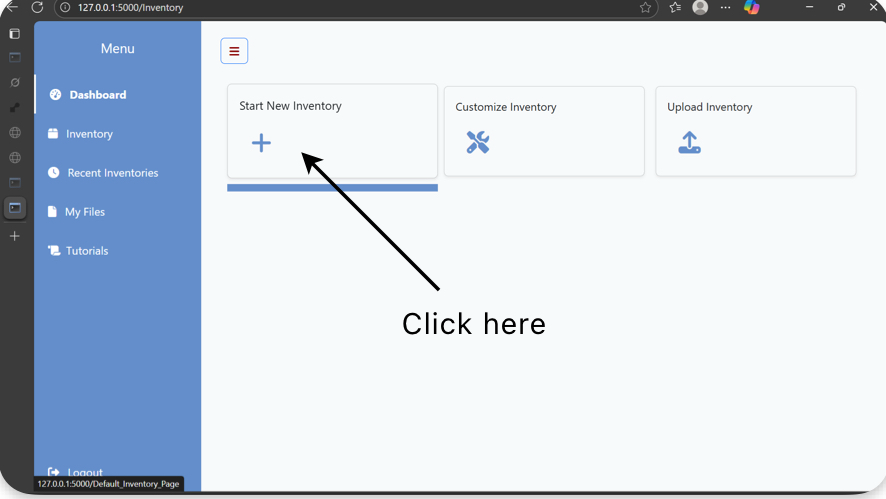 127.0.0.1:5000/Inventory
Menu
Dashboard
Inventory
Recent Inventories
My Files
Tutorials
Logout
127.0.0.1:5000/Default_Inventory_Page
Start New Inventory
Customize Inventory
Upload Inventory
Click here